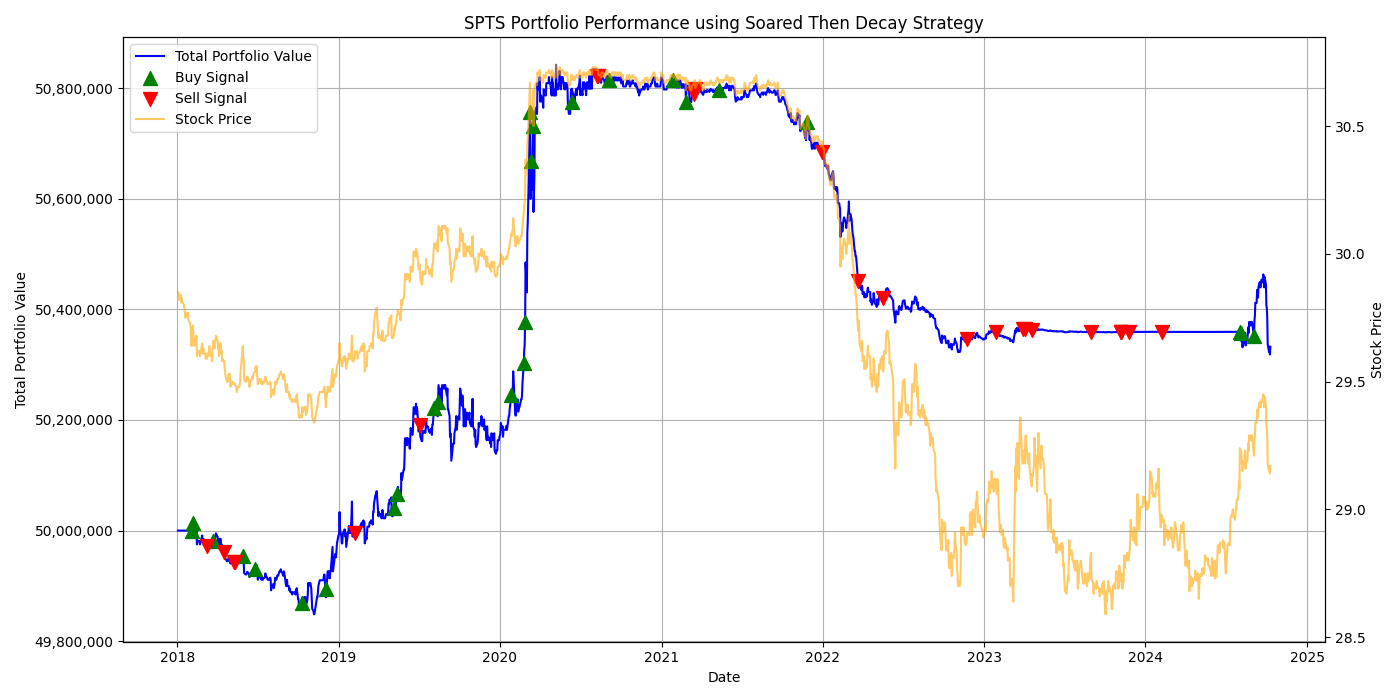 SPTS Portfolio Performance using Soared Then Decay Strategy
Total Portfolio Value
Buy Signal
Sell Signal
Stock Price
50,800,000
50,600,000
50,400,000
50,200,000
50,000,000
49,800,000
Total Portfolio Value
30.5
30.0
29.5
29.0
28.5
Stock Price
2018 2019 2020 2021 2022 2023 2024 2025
Date